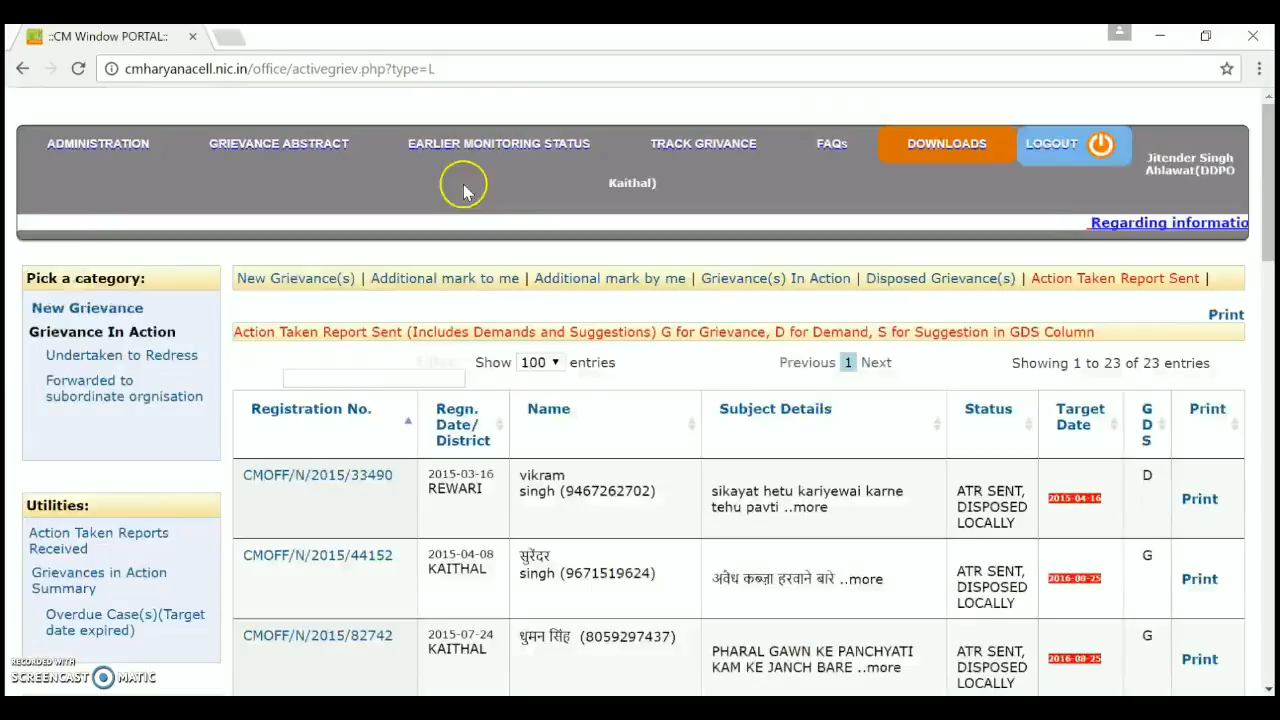 ::CM Window PORTAL::
cmharyanacell.nic.in/office/activegriev.php?type=L
ADMINISTRATION GRIEVANCE ABSTRACT EARLIER MONITORING STATUS TRACK GRIVANCE FAQs DOWNLOADS LOGOUT
Jitender Singh
Ahlawat(DDPO
Kaithal)
Regarding informatio
Pick a category:
New Grievance
Grievance In Action
Undertaken to Redress
Forwarded to
subordinate orgnisation
Utilities:
Action Taken Reports
Received
Grievances in Action
Summary
Overdue Case(s)(Target
date expired)
New Grievance(s) | Additional mark to me | Additional mark by me | Grievance(s) In Action | Disposed Grievance(s) | Action Taken Report Sent |
Print
Action Taken Report Sent (Includes Demands and Suggestions) G for Grievance, D for Demand, S for Suggestion in GDS Column
Show 100 entries Previous 1 Next Showing 1 to 23 of 23 entries
Registration No.
Regn.
Date/
District
Name
Subject Details
Status
Target
Date
G
D
S
Print
CMOFF/N/2015/33490
2015-03-16
REWARI
vikram
singh (9467262702)
sikayat hetu kariyewai karne
tehu pavti ..more
ATR SENT,
DISPOSED
LOCALLY
2015-04-16
D
Print
CMOFF/N/2015/44152
2015-04-08
KAITHAL
सुरेंदर
singh (9671519624)
अवैध कब्ज़ा हरवाने बारे ..more
ATR SENT,
DISPOSED
LOCALLY
2016-08-25
G
Print
CMOFF/N/2015/82742
2015-07-24
KAITHAL
धुमन सिंह (8059297437)
PHARAL GAWN KE PANCHYATI
KAM KE JANCH BARE ..more
ATR SENT,
DISPOSED
LOCALLY
2016-08-25
G
Print
RECORDED WITH
SCREENCAST MATIC